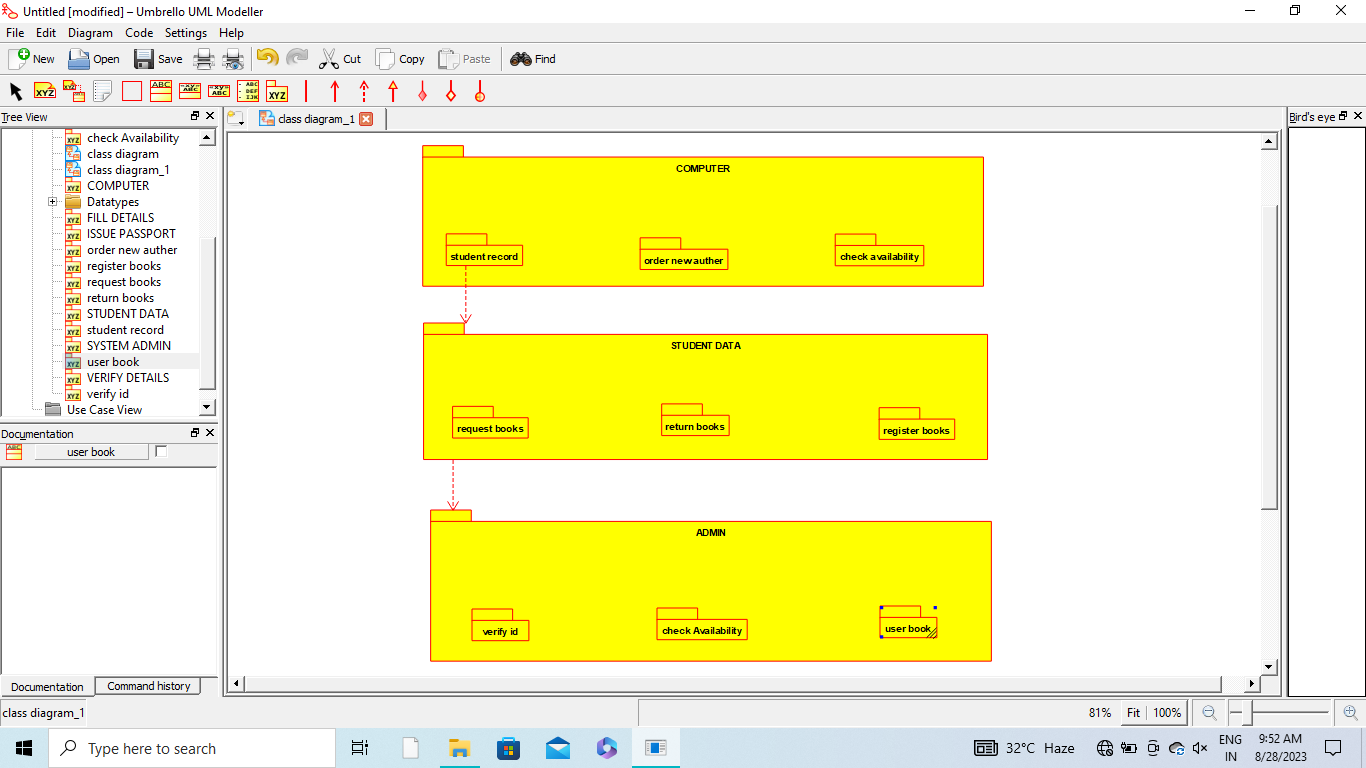 Untitled [modified] – Umbrello UML Modeller
File Edit Diagram Code Settings Help
New Open Save Cut Copy Paste Find
Tree View
class diagram_1
Bird's eye
check Availability
class diagram
class diagram_1
COMPUTER
Datatypes
FILL DETAILS
ISSUE PASSPORT
order new auther
register books
request books
return books
STUDENT DATA
student record
SYSTEM ADMIN
user book
VERIFY DETAILS
verify id
Use Case View
Documentation
user book
Documentation Command history
COMPUTER
student record order new auther check availability
STUDENT DATA
request books return books register books
ADMIN
verify id check Availability user book
class diagram_1
81% Fit 100%
Type here to search
32°C Haze
ENG
IN
9:52 AM
8/28/2023